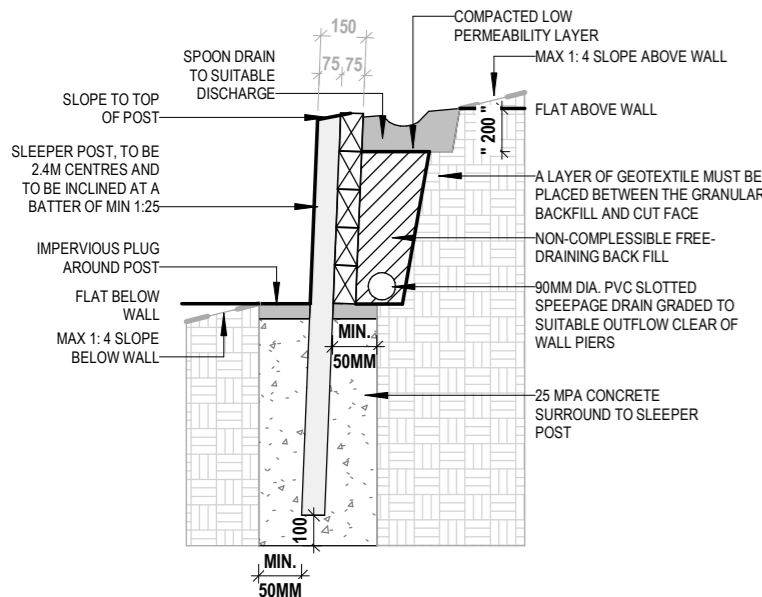 150
75 75
SPOON DRAIN
TO SUITABLE
DISCHARGE
COMPACTED LOW
PERMEABILITY LAYER
MAX 1: 4 SLOPE ABOVE WALL
SLOPE TO TOP
OF POST
FLAT ABOVE WALL
" 200 "
SLEEPER POST, TO BE
2.4M CENTRES AND
TO BE INCLINED AT A
BATTER OF MIN 1:25
A LAYER OF GEOTEXTILE MUST BE
PLACED BETWEEN THE GRANULAR
BACKFILL AND CUT FACE
IMPERVIOUS PLUG
AROUND POST
NON-COMPLESSIBLE FREE-
DRAINING BACK FILL
FLAT BELOW
WALL
90MM DIA. PVC SLOTTED
SPEEPAGE DRAIN GRADED TO
SUITABLE OUTFLOW CLEAR OF
WALL PIERS
MAX 1: 4 SLOPE
BELOW WALL
MIN.
50MM
25 MPA CONCRETE
SURROUND TO SLEEPER
POST
100
MIN.
50MM